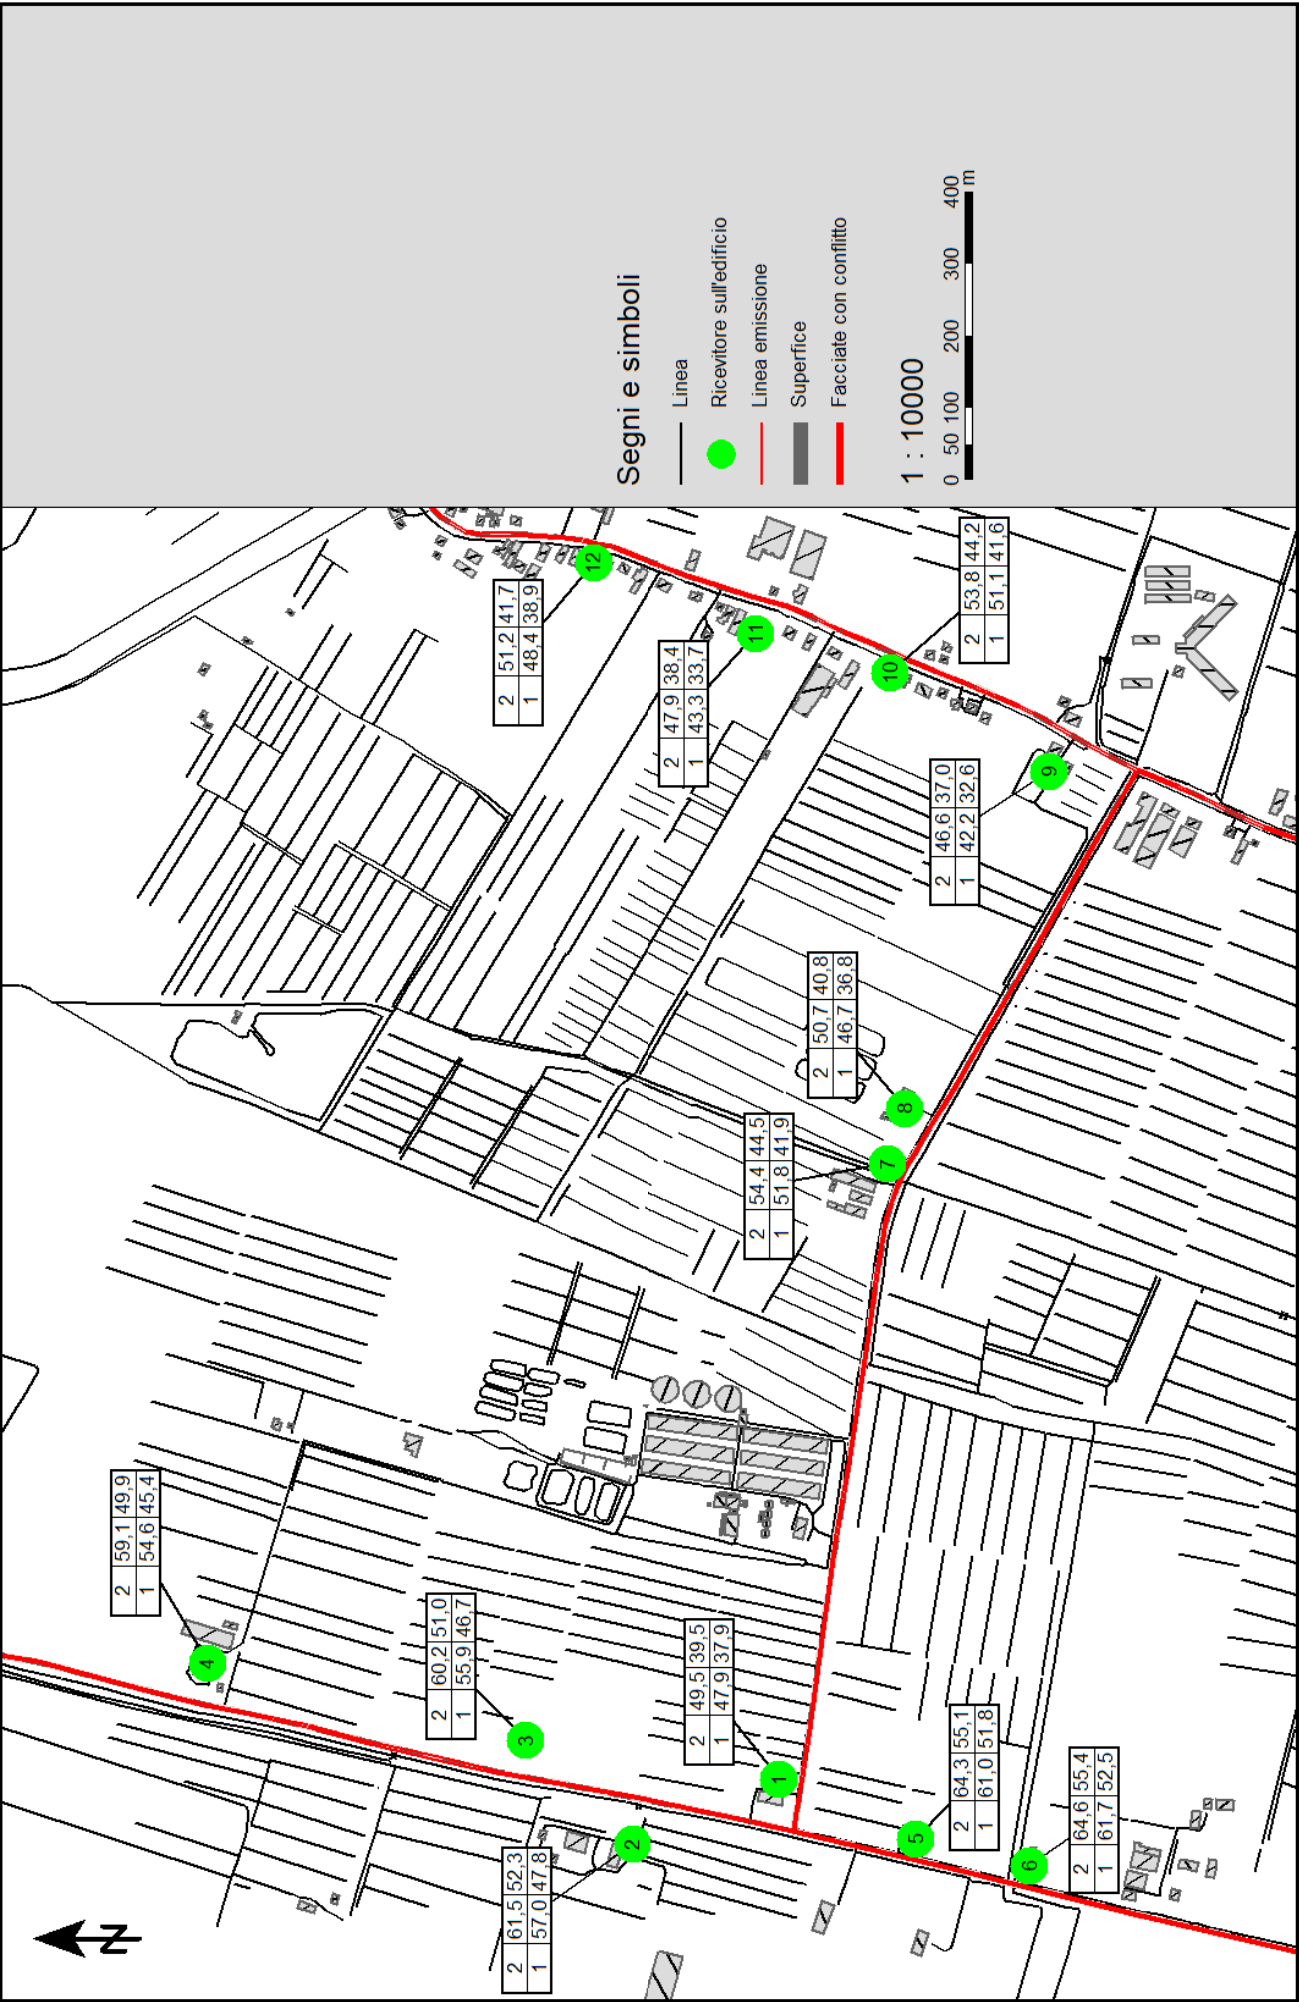 Segni e simboli
Linea
Ricevitore sull'edificio
Linea emissione
Superfice
Facciate con conflitto
1 : 10000
0 50 100 200 300 400
m
N
4
2 59,1 49,9
1 54,6 45,4
3
2 60,2 51,0
1 55,9 46,7
2
2 61,5 52,3
1 57,0 47,8
1
2 49,5 39,5
1 47,9 37,9
5
2 64,3 55,1
1 61,0 51,8
6
2 64,6 55,4
1 61,7 52,5
7
2 54,4 44,5
1 51,8 41,9
8
2 50,7 40,8
1 46,7 36,8
9
2 46,6 37,0
1 42,2 32,6
10
2 53,8 44,2
1 51,1 41,6
11
2 47,9 38,4
1 43,3 33,7
12
2 51,2 41,7
1 48,4 38,9